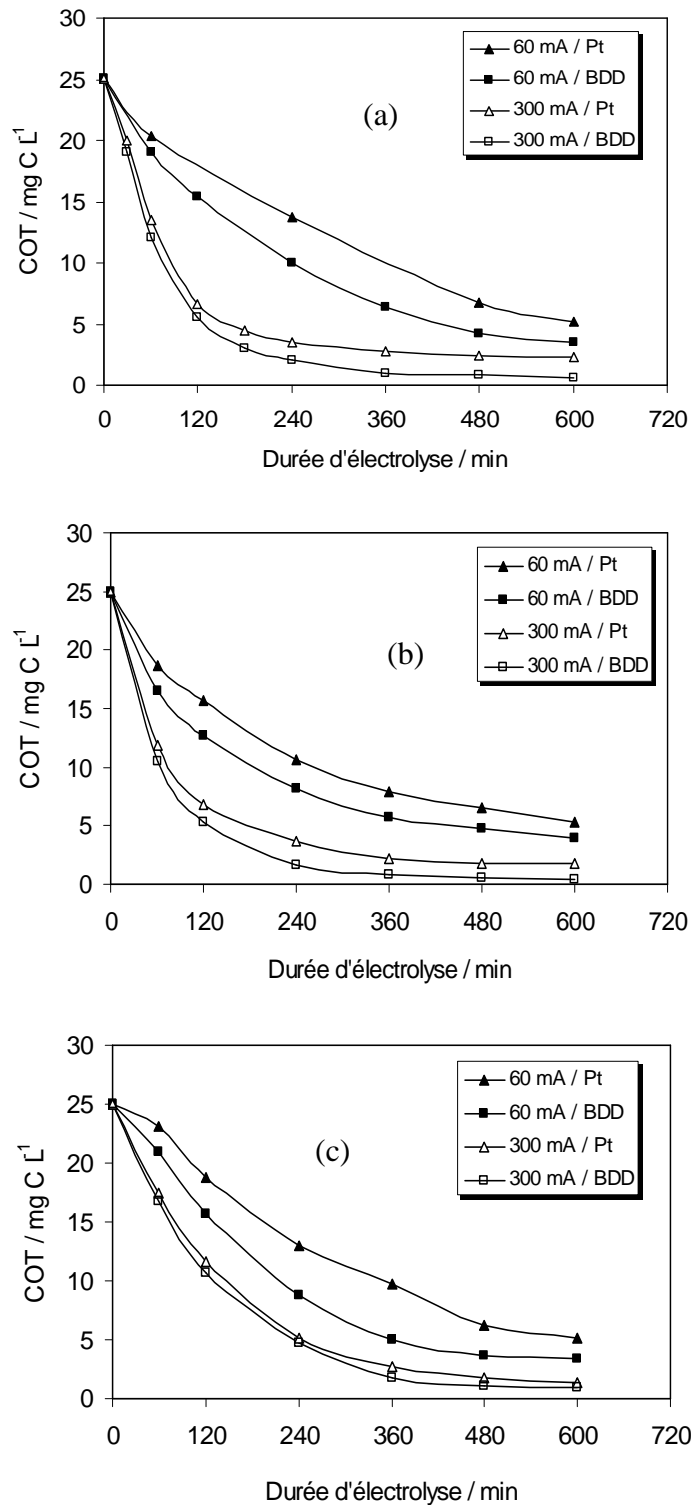 30
25
20
15
10
5
0
COT / mg C L-1
(a)
60 mA / Pt
60 mA / BDD
300 mA / Pt
300 mA / BDD
0 120 240 360 480 600 720
Durée d'électrolyse / min
30
25
20
15
10
5
0
COT / mg C L-1
(b)
60 mA / Pt
60 mA / BDD
300 mA / Pt
300 mA / BDD
0 120 240 360 480 600 720
Durée d'électrolyse / min
30
25
20
15
10
5
0
COT / mg C L-1
(c)
60 mA / Pt
60 mA / BDD
300 mA / Pt
300 mA / BDD
0 120 240 360 480 600 720
Durée d'électrolyse / min